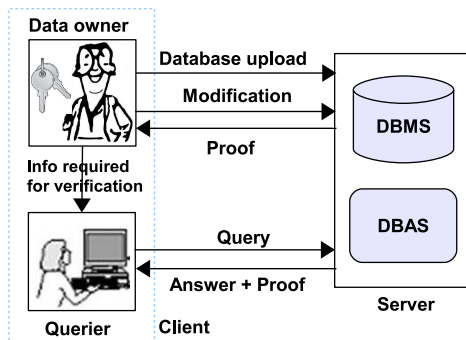 Data owner
Database upload
Modification
DBMS
Proof
Info required
for verification
DBAS
Query
Answer + Proof
Server
Querier
Client